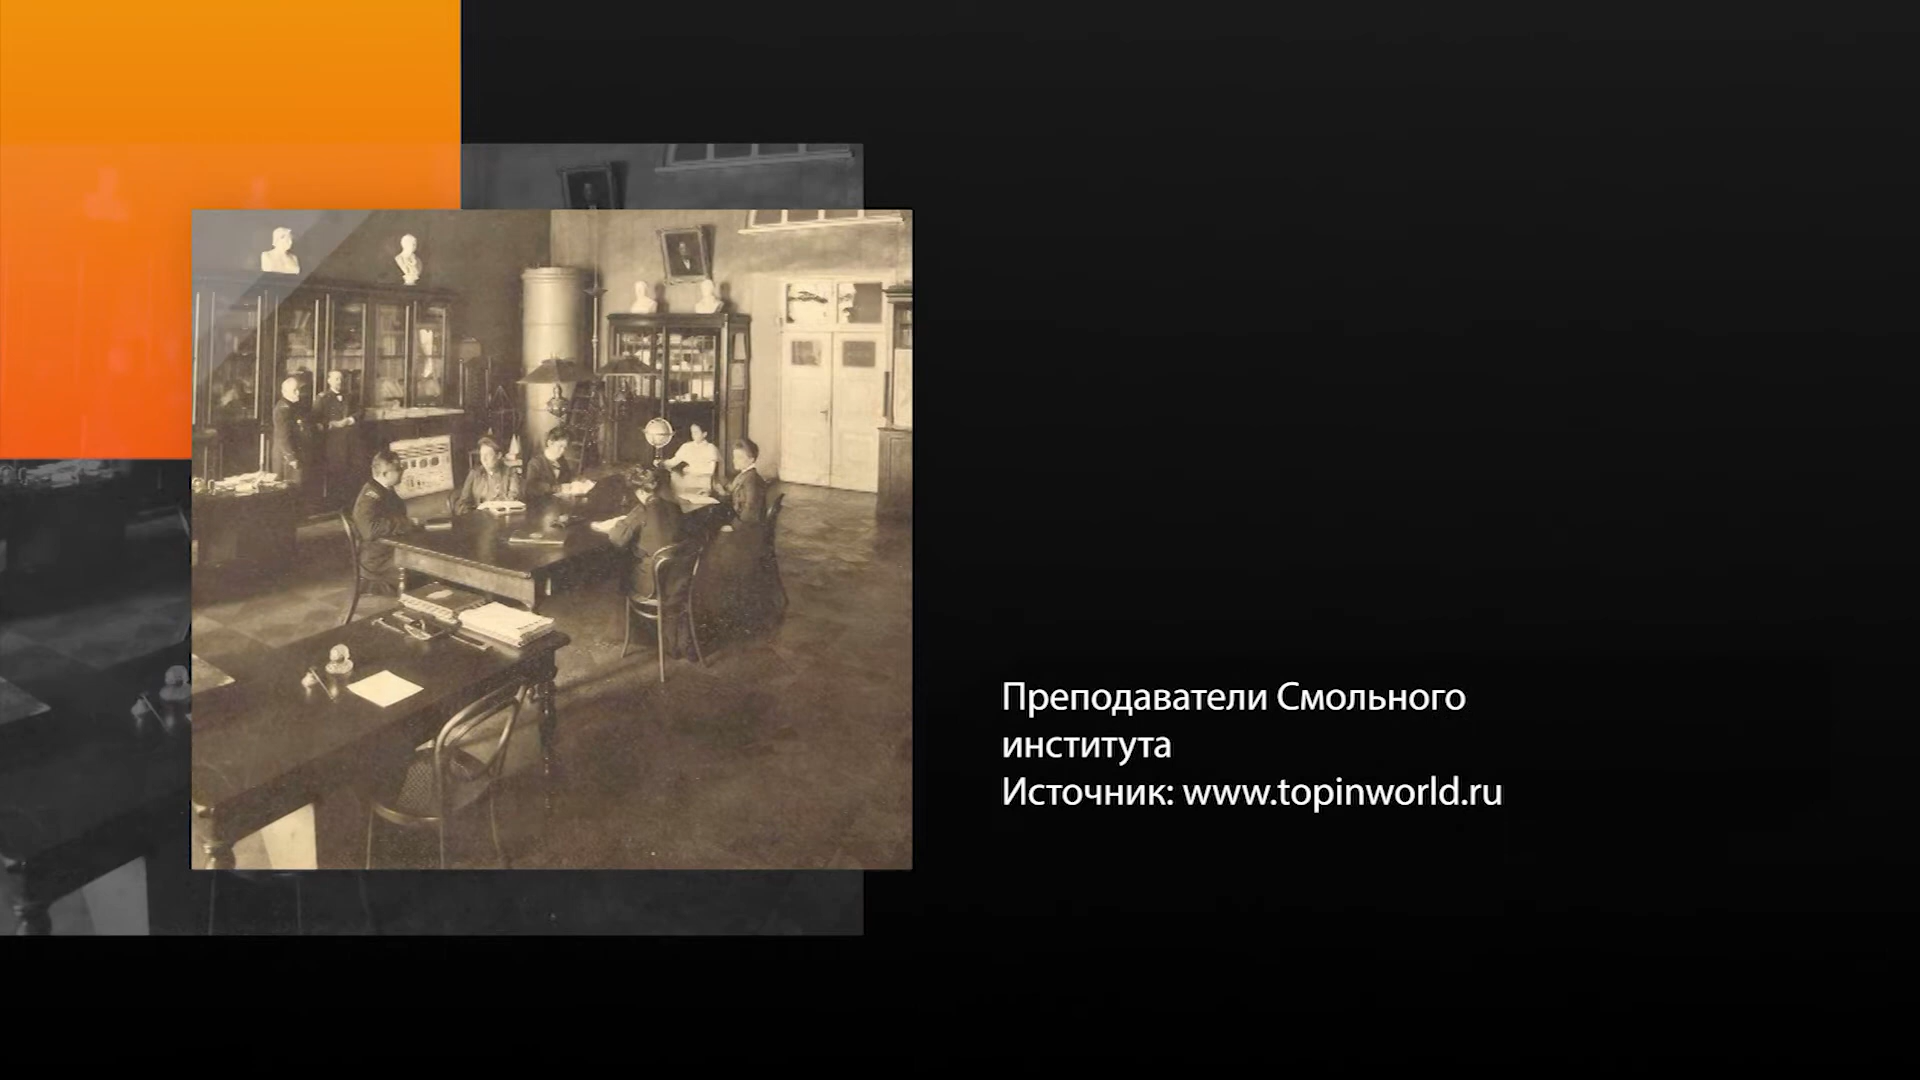 Преподаватели Смольного
института
Источник: www.topinworld.ru